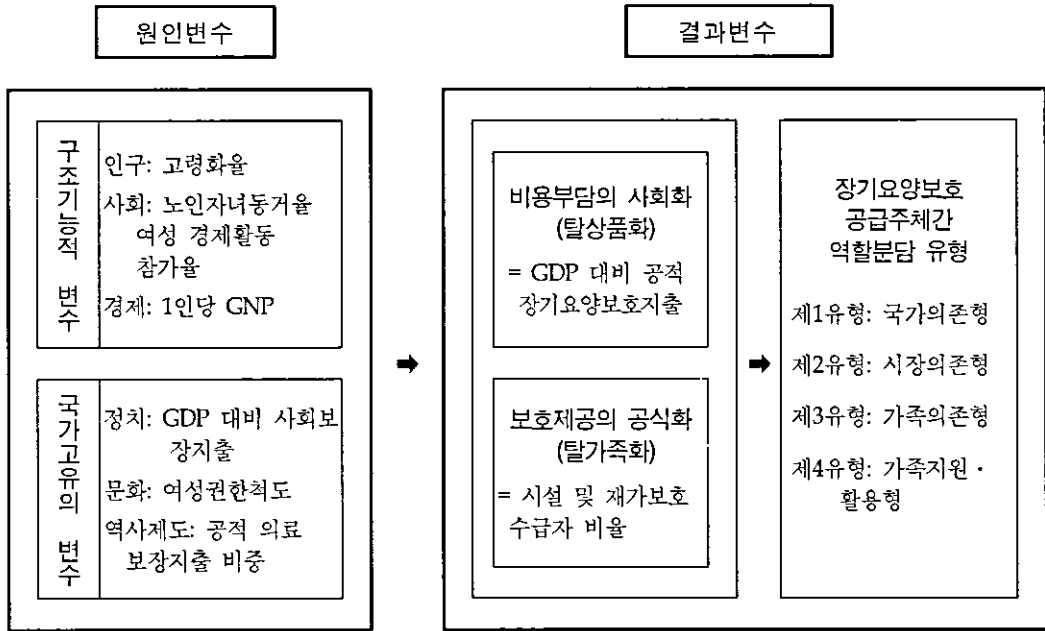 원인변수
결과변수
구조기능적 변수
인구: 고령화율
사회: 노인자녀동거율
여성 경제활동
참가율
경제: 1인당 GNP
국가고유의 변수
정치: GDP 대비 사회보
장지출
문화: 여성권한척도
역사제도: 공적 의료
보장지출 비중
비용부담의 사회화
(탈상품화)
= GDP 대비 공적
장기요양보호지출
보호제공의 공식화
(탈가족화)
= 시설 및 재가보호
수급자 비율
장기요양보호
공급주체간
역할분담 유형
제1유형: 국가의존형
제2유형: 시장의존형
제3유형: 가족의존형
제4유형: 가족지원·
활용형